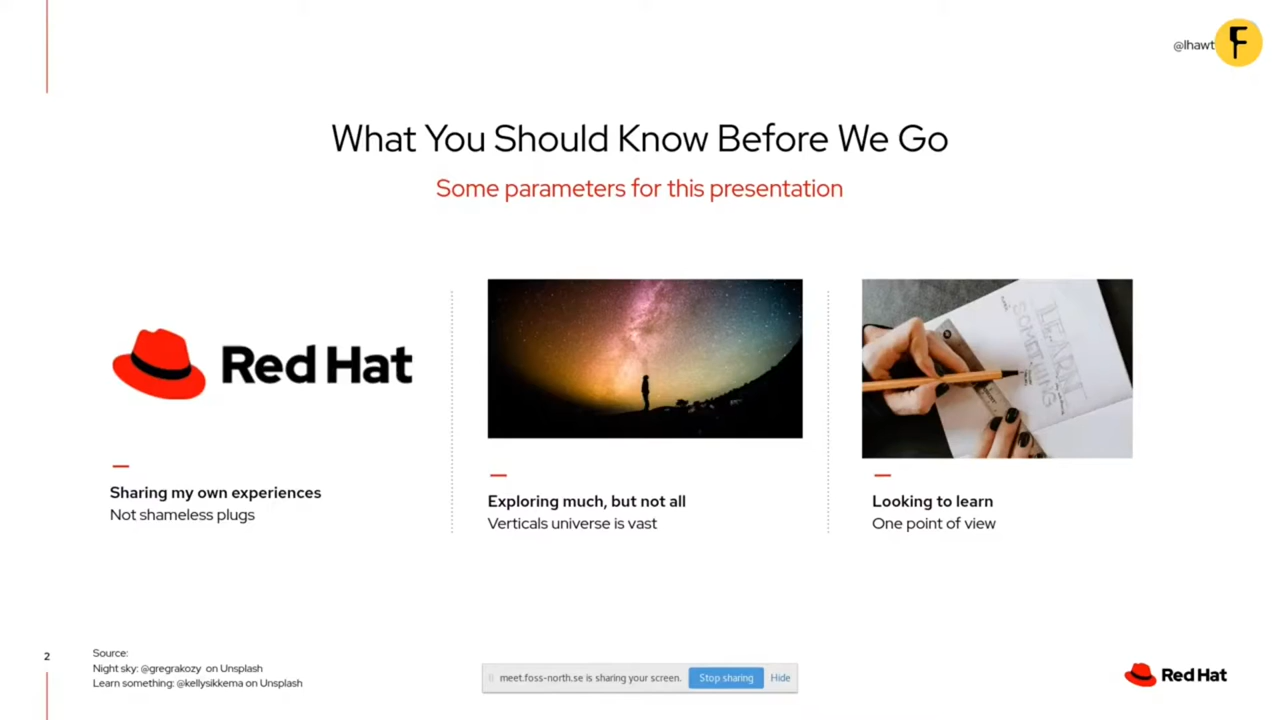 @lhawt
What You Should Know Before We Go
Some parameters for this presentation
Red Hat
LEARN
SOMETHING
Sharing my own experiences
Not shameless plugs
Exploring much, but not all
Verticals universe is vast
Looking to learn
One point of view
2
Source:
Night sky: @gregrakozy on Unsplash
Learn something: @kellysikkema on Unsplash
meet.foss-north.se is sharing your screen.
Stop sharing
Hide
Red Hat